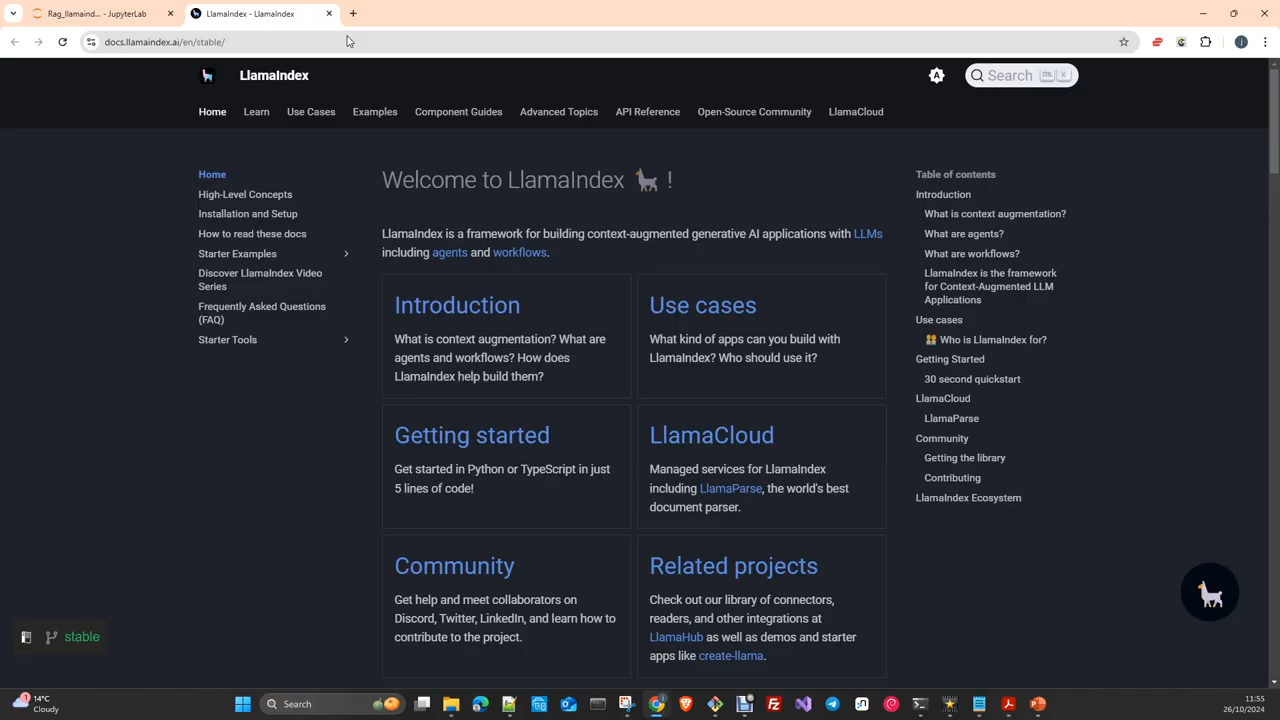 Rag_llamaind... - JupyterLab
LlamaIndex - LlamaIndex
docs.llamaindex.ai/en/stable/
LlamaIndex
Search
Home Learn Use Cases Examples Component Guides Advanced Topics API Reference Open-Source Community LlamaCloud
Home
High-Level Concepts
Installation and Setup
How to read these docs
Starter Examples
Discover LlamaIndex Video
Series
Frequently Asked Questions
(FAQ)
Starter Tools
Welcome to LlamaIndex 🦙 !
LlamaIndex is a framework for building context-augmented generative AI applications with LLMs
including agents and workflows.
Introduction
What is context augmentation? What are
agents and workflows? How does
LlamaIndex help build them?
Use cases
What kind of apps can you build with
LlamaIndex? Who should use it?
Getting started
Get started in Python or TypeScript in just
5 lines of code!
LlamaCloud
Managed services for LlamaIndex
including LlamaParse, the world's best
document parser.
Community
Get help and meet collaborators on
Discord, Twitter, LinkedIn, and learn how to
contribute to the project.
Related projects
Check out our library of connectors,
readers, and other integrations at
LlamaHub as well as demos and starter
apps like create-llama.
Table of contents
Introduction
What is context augmentation?
What are agents?
What are workflows?
LlamaIndex is the framework
for Context-Augmented LLM
Applications
Use cases
👥 Who is LlamaIndex for?
Getting Started
30 second quickstart
LlamaCloud
LlamaParse
Community
Getting the library
Contributing
LlamaIndex Ecosystem
stable
1
14°C
Cloudy
Search
11:55
26/10/2024